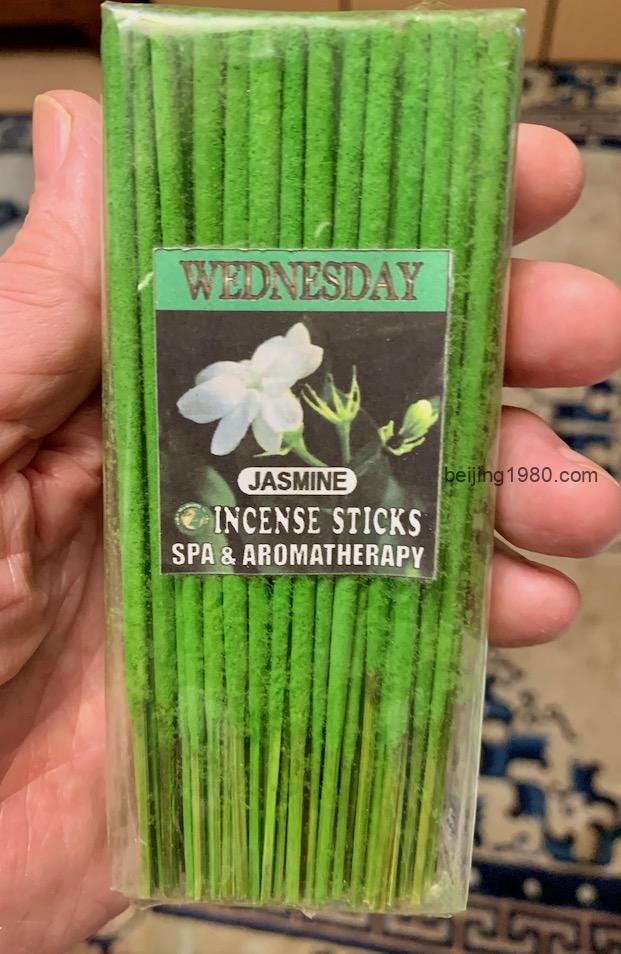 WEDNESDAY
beijing1980.com
JASMINE
INCENSE STICKS
SPA & AROMATHERAPY